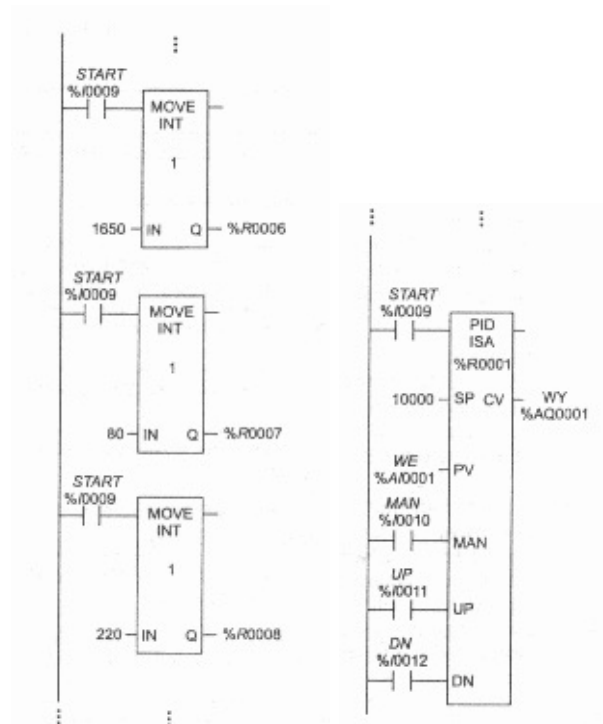 START
%I0009
MOVE
INT
1
1650 IN Q %R0006
START
%I0009
MOVE
INT
1
80 IN Q %R0007
START
%I0009
MOVE
INT
1
220 IN Q %R0008
START
%I0009
PID
ISA
%R0001
10000 SP CV WY
%AQ0001
WE
%AI0001 PV
MAN
%I0010
MAN
UP
%I0011
UP
DN
%I0012
DN